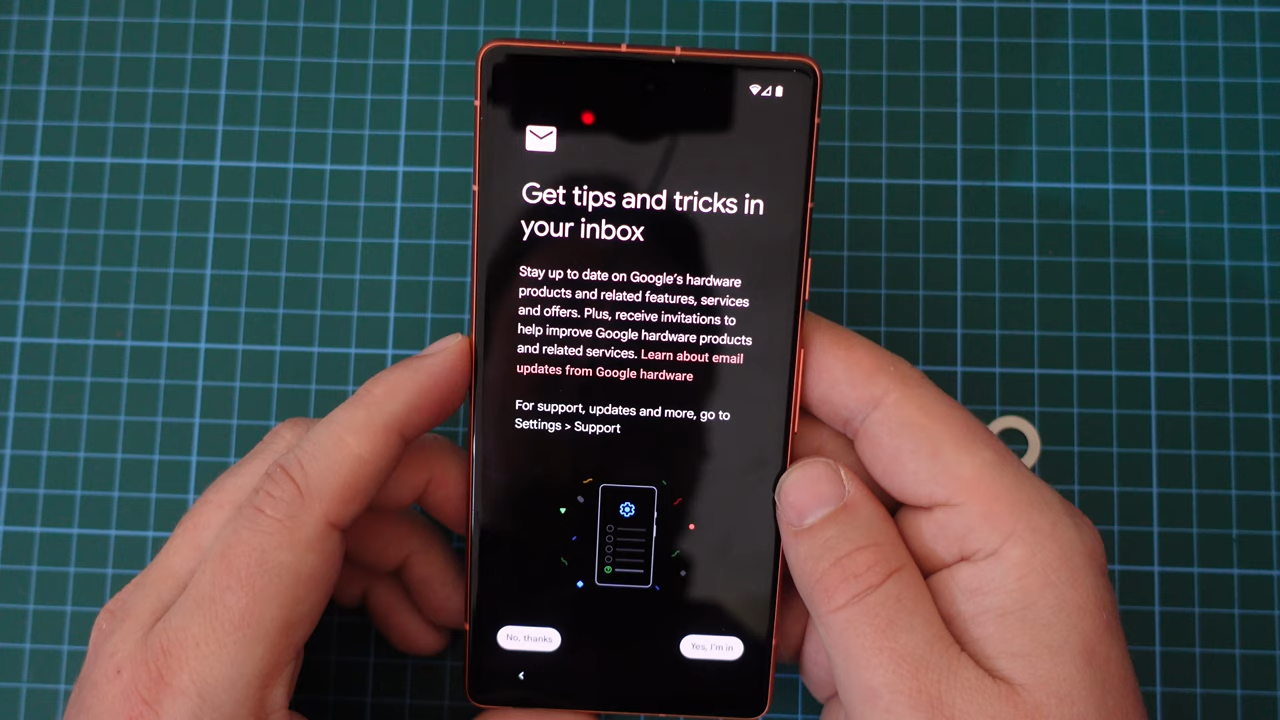 Get tips and tricks in
your inbox
Stay up to date on Google's hardware
products and related features, services
and offers. Plus, receive invitations to
help improve Google hardware products
and related services. Learn about email
updates from Google hardware
For support, updates and more, go to
Settings > Support
No, thanks
Yes, I'm in